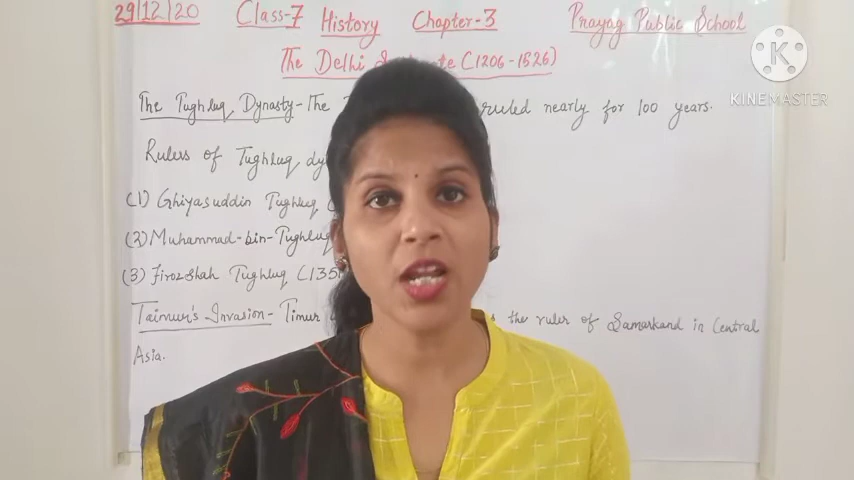 29/12/20 Class-7 History Chapter-3 Prayag Public School
The Delhi (1206-1526)
KINEMASTER
The Tughluq Dynasty-The ruled nearly for 100 years.
Rulers of Tughluq
(1) Ghiyasuddin Tughluq
(2) Muhammad-bin-Tughluq
(3) Firozshah Tughluq (135
Taimur's Invasion- Timur the ruler of Samarkand in Central
Asia.